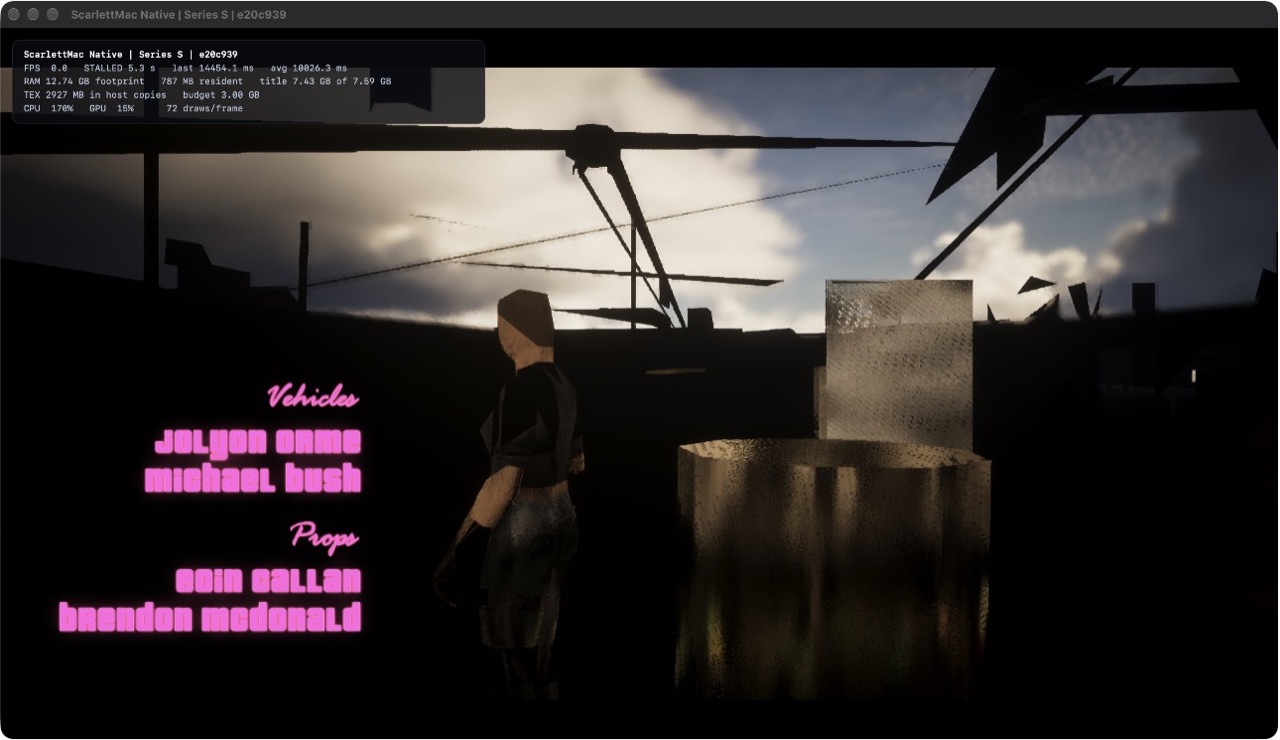 ScarlettMac Native | Series S | e20c939
ScarlettMac Native | Series S | e20c939
FPS 0.0 STALLED 5.3 s last 14454.1 ms avg 10026.3 ms
RAM 12.74 GB footprint 787 MB resident title 7.43 GB of 7.59 GB
TEX 2927 MB in host copies budget 3.00 GB
CPU 170% GPU 15% 72 draws/frame
Vehicles
JOLYON ORME
MICHAEL BUSH
Props
EOIN CALLAN
BRENDON MCDONALD